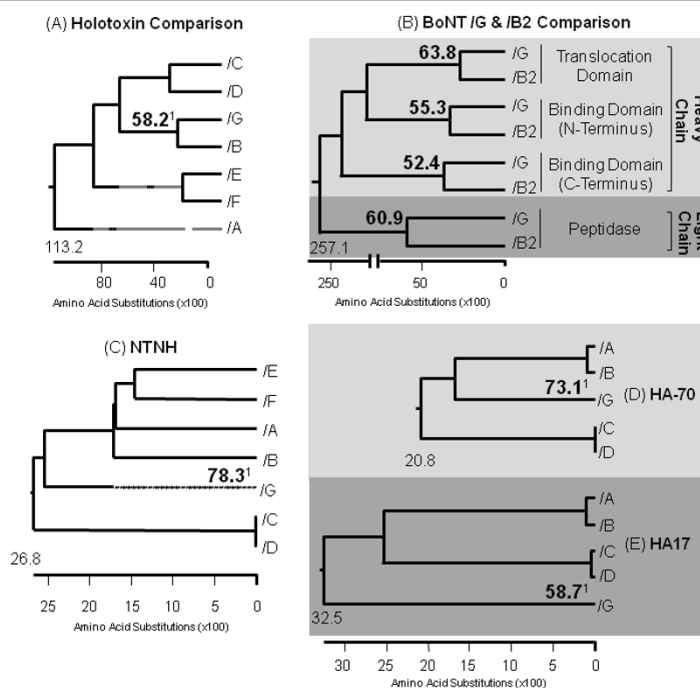 (A) Holotoxin Comparison
/C
/D
58.2¹
/G
/B
/E
/F
/A
113.2
80 40 0
Amino Acid Substitutions (x100)
(B) BoNT /G & /B2 Comparison
63.8
/G
/B2
Translocation
Domain
55.3
/G
/B2
Binding Domain
(N-Terminus)
52.4
/G
/B2
Binding Domain
(C-Terminus)
Heavy
Chain
60.9
/G
/B2
Peptidase
Light
Chain
257.1
250 50 0
Amino Acid Substitutions (x100)
(C) NTNH
/E
/F
/A
/B
78.3¹
/G
/C
/D
26.8
25 20 15 10 5 0
Amino Acid Substitutions (x100)
/A
/B
73.1¹
/G
(D) HA-70
/C
/D
20.8
/A
/B
(E) HA17
/C
/D
58.7¹
/G
32.5
30 25 20 15 10 5 0
Amino Acid Substitutions (x100)